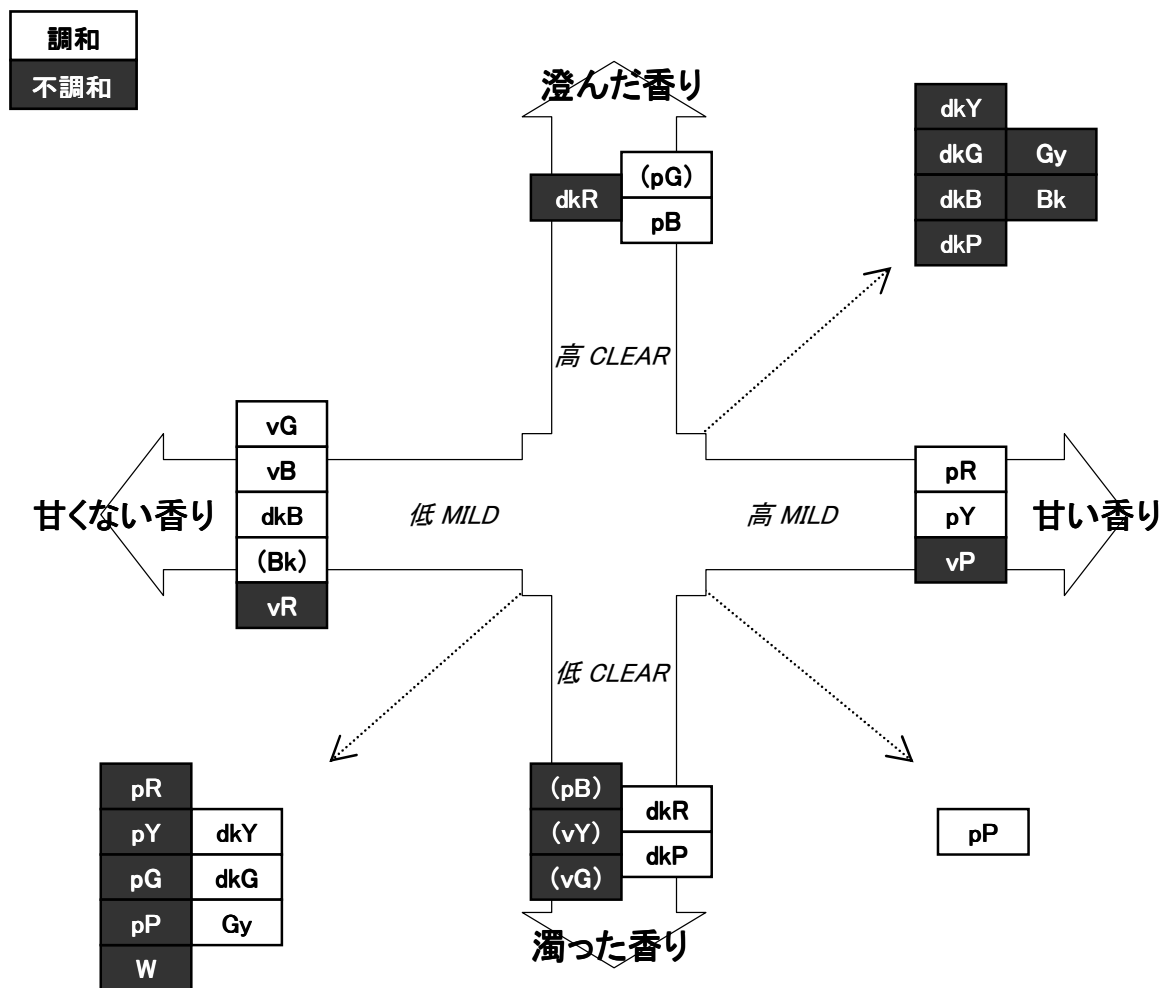 調和
不調和
澄んだ香り
dkR
(pG)
pB
dkY
dkG Gy
dkB Bk
dkP
高 CLEAR
vG
vB
dkB
(Bk)
vR
甘くない香り
低 MILD
高 MILD
pR
pY
vP
甘い香り
低 CLEAR
pR
pY dkY
pG dkG
pP Gy
W
(pB)
(vY)
(vG)
dkR
dkP
濁った香り
pP